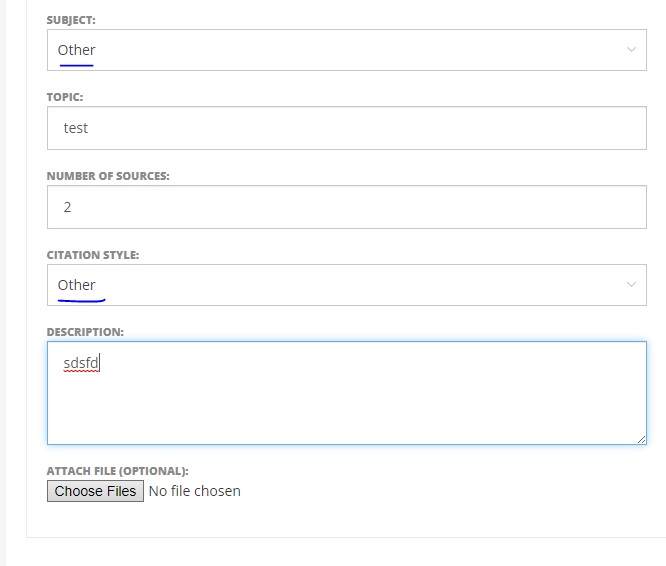 SUBJECT:
Other
TOPIC:
test
NUMBER OF SOURCES:
2
CITATION STYLE:
Other
DESCRIPTION:
sdsfd
ATTACH FILE (OPTIONAL):
Choose Files No file chosen